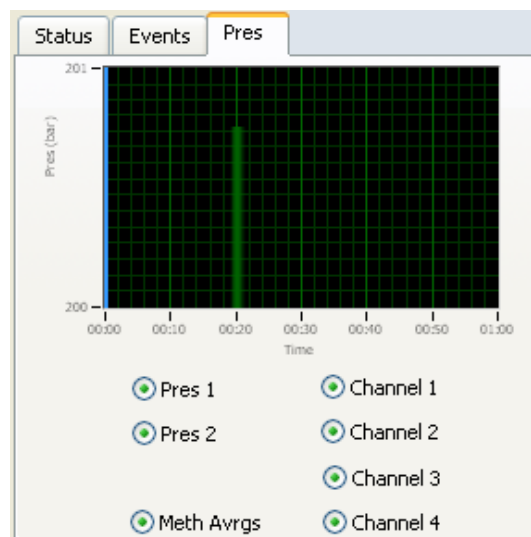 Status Events Pres
201
Pres (bar)
200
00:00 00:10 00:20 00:30 00:40 00:50 01:00
Time
Pres 1 Channel 1
Pres 2 Channel 2
Channel 3
Meth Avrgs Channel 4